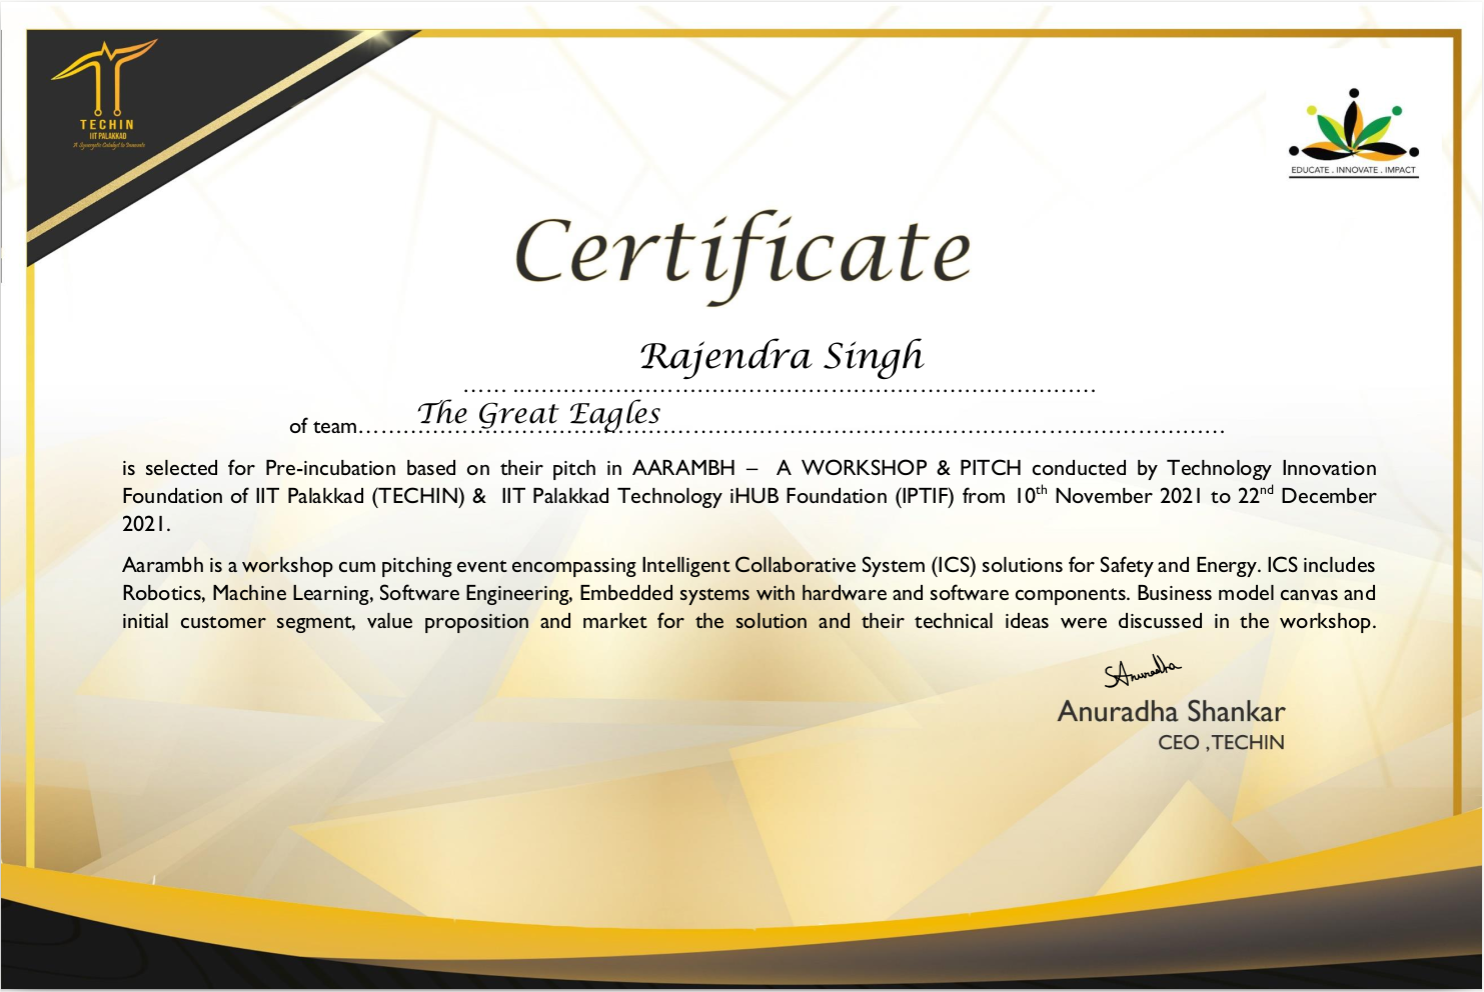 TECHIN
IIT PALAKKAD
A Synergetic Catalyst to Innovate
EDUCATE . INNOVATE . IMPACT
Certificate
Rajendra Singh
of team The Great Eagles
is selected for Pre-incubation based on their pitch in AARAMBH – A WORKSHOP & PITCH conducted by Technology Innovation
Foundation of IIT Palakkad (TECHIN) & IIT Palakkad Technology iHUB Foundation (IPTIF) from 10th November 2021 to 22nd December
2021.
Aarambh is a workshop cum pitching event encompassing Intelligent Collaborative System (ICS) solutions for Safety and Energy. ICS includes
Robotics, Machine Learning, Software Engineering, Embedded systems with hardware and software components. Business model canvas and
initial customer segment, value proposition and market for the solution and their technical ideas were discussed in the workshop.
SAnuradha
Anuradha Shankar
CEO ,TECHIN